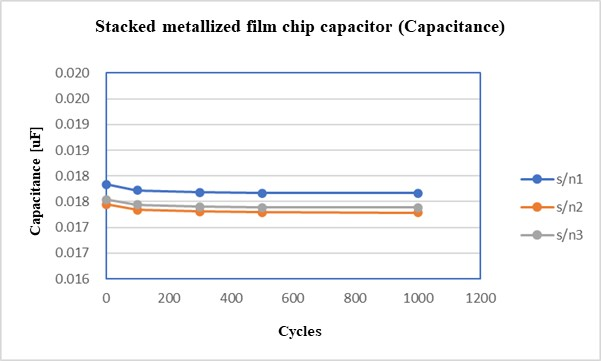 Stacked metallized film chip capacitor (Capacitance)
Capacitance [uF]
0.020
0.020
0.019
0.019
0.018
0.018
0.017
0.017
0.016
0 200 400 600 800 1000 1200
Cycles
s/n1
s/n2
s/n3